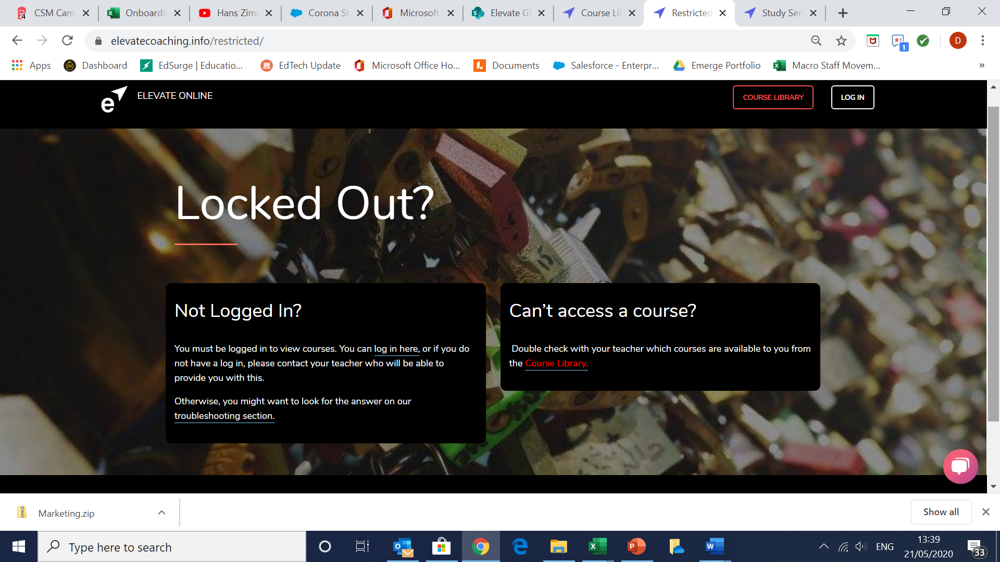 CSM Cam
Onboardi
Hans Zim
Corona St
Microsoft
Elevate Gl
Course Lib
Restricted
Study Sen
elevatecoaching.info/restricted/
D
1
Apps
Dashboard
EdSurge | Educatio...
EdTech Update
Microsoft Office Ho...
Documents
Salesforce - Enterpr...
Emerge Portfolio
Macro Staff Movem...
»
e
ELEVATE ONLINE
COURSE LIBRARY
LOG IN
Locked Out?
Not Logged In?
You must be logged in to view courses. You can log in here, or if you do
not have a log in, please contact your teacher who will be able to
provide you with this.
Otherwise, you might want to look for the answer on our
troubleshooting section.
Can’t access a course?
Double check with your teacher which courses are available to you from
the Course Library.
Marketing.zip
Show all
Type here to search
ENG
13:39
21/05/2020
33